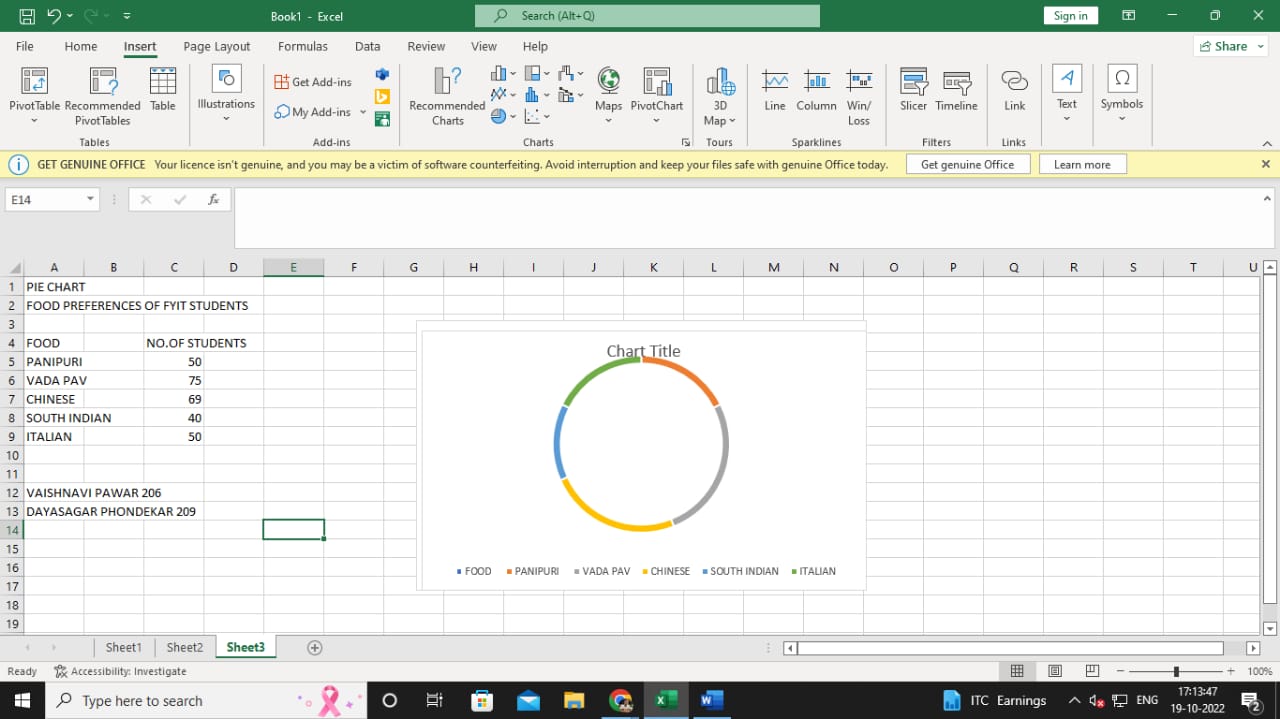 Book1 - Excel
Search (Alt+Q)
Sign in
File Home Insert Page Layout Formulas Data Review View Help
Share
PivotTable Recommended PivotTables Table Illustrations Get Add-ins My Add-ins Recommended Charts Maps PivotChart 3D Map Line Column Win/ Loss Slicer Timeline Link Text Symbols
Tables Add-ins Charts Tours Sparklines Filters Links
GET GENUINE OFFICE Your licence isn't genuine, and you may be a victim of software counterfeiting. Avoid interruption and keep your files safe with genuine Office today. Get genuine Office Learn more
E14 fx
A B C D E F G H I J K L M N O P Q R S T U
1 PIE CHART
2 FOOD PREFERENCES OF FYIT STUDENTS
3
4 FOOD NO.OF STUDENTS
5 PANIPURI 50
6 VADA PAV 75
7 CHINESE 69
8 SOUTH INDIAN 40
9 ITALIAN 50
10
11
12 VAISHNAVI PAWAR 206
13 DAYASAGAR PHONDEKAR 209
14
15
16
17
18
19
Chart Title
FOOD PANIPURI VADA PAV CHINESE SOUTH INDIAN ITALIAN
Sheet1 Sheet2 Sheet3
Ready Accessibility: Investigate 100%
Type here to search
ITC Earnings
ENG
17:13:47
19-10-2022
2